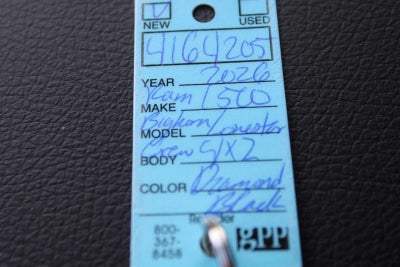 NEW USED
4164205
YEAR 2026
Ram 1500
MAKE
Bighorn/Lonestar
MODEL
Crew 4X2
BODY
COLOR Diamond
Black
800-
367-
8458
gpp